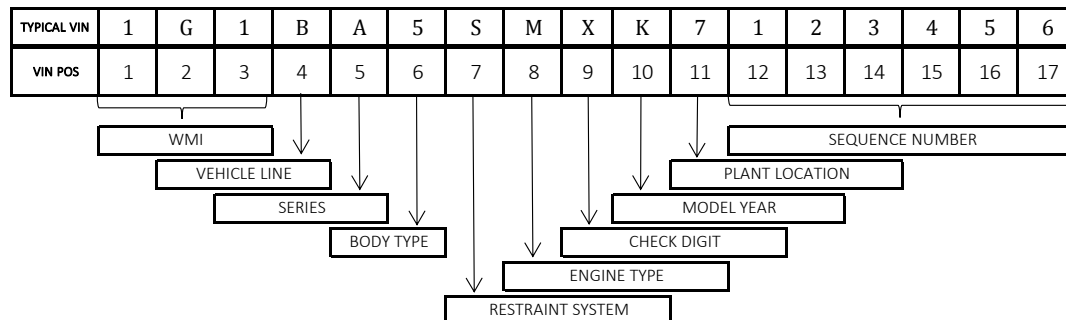 TYPICAL VIN 1 G 1 B A 5 S M X K 7 1 2 3 4 5 6
VIN POS 1 2 3 4 5 6 7 8 9 10 11 12 13 14 15 16 17
WMI SEQUENCE NUMBER
VEHICLE LINE PLANT LOCATION
SERIES MODEL YEAR
BODY TYPE CHECK DIGIT
ENGINE TYPE
RESTRAINT SYSTEM